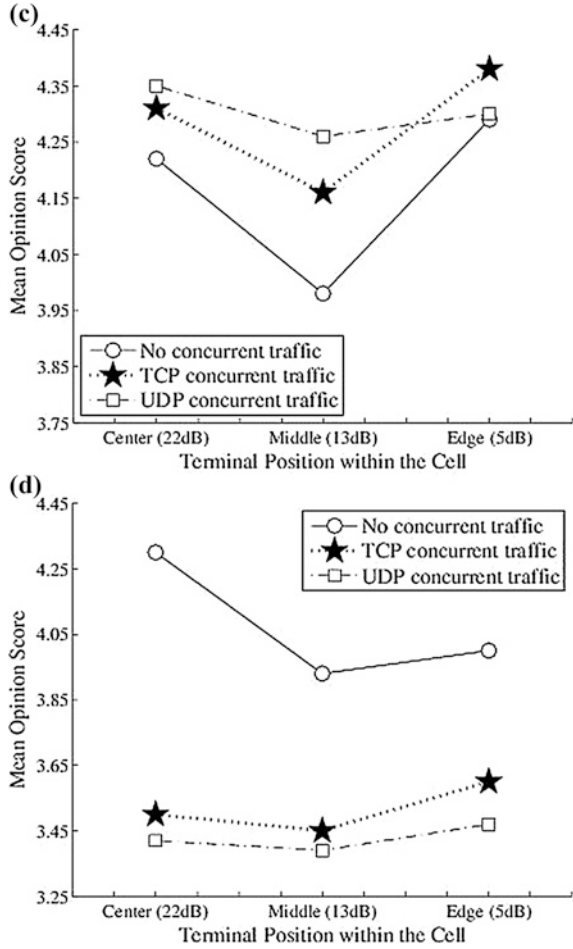 (c)
4.45
4.35
4.25
4.15
4.05
3.95
3.85
3.75
Mean Opinion Score
No concurrent traffic
TCP concurrent traffic
UDP concurrent traffic
Center (22dB) Middle (13dB) Edge (5dB)
Terminal Position within the Cell
(d)
4.45
4.25
4.05
3.85
3.65
3.45
3.25
Mean Opinion Score
No concurrent traffic
TCP concurrent traffic
UDP concurrent traffic
Center (22dB) Middle (13dB) Edge (5dB)
Terminal Position within the Cell